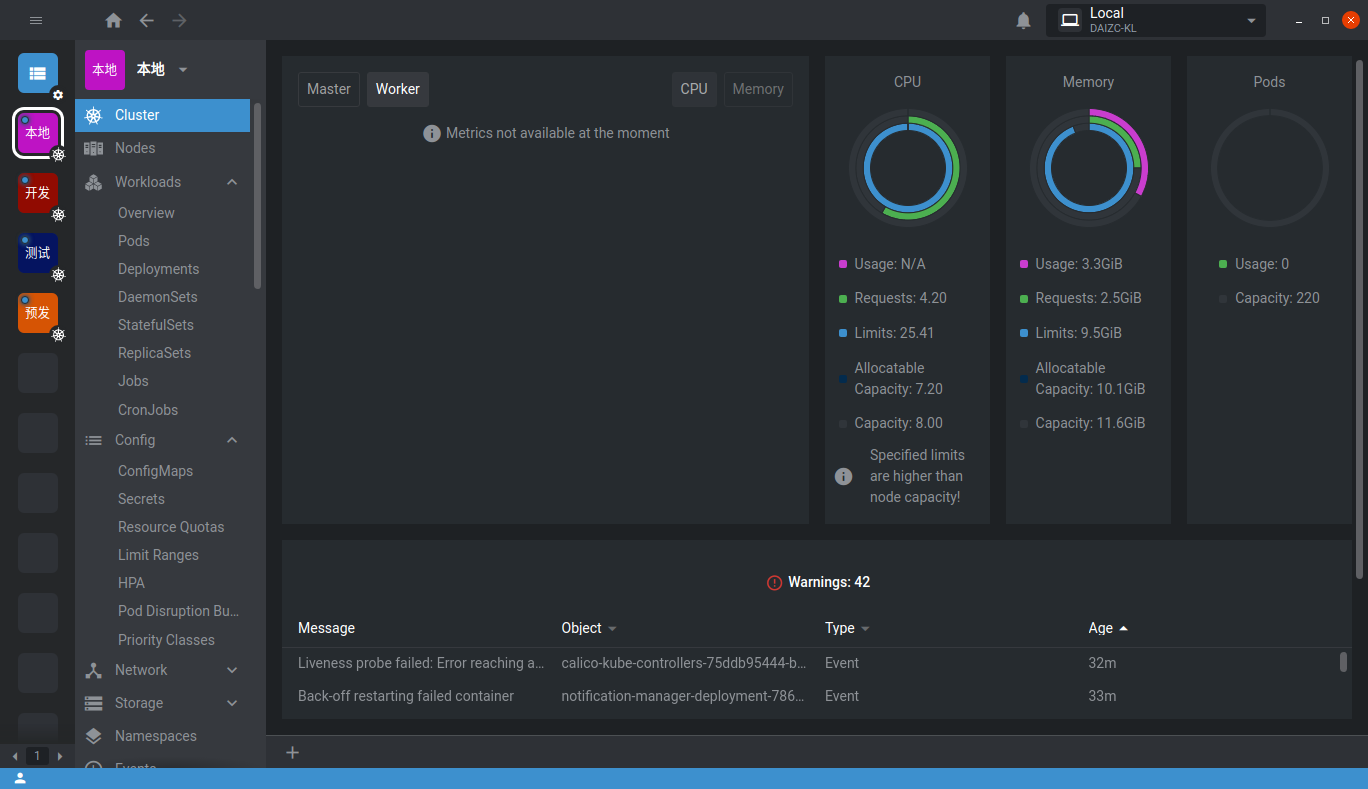 Local
DAIZC-KL
本地
开发
测试
预发
1
本地
本地
Cluster
Nodes
Workloads
Overview
Pods
Deployments
DaemonSets
StatefulSets
ReplicaSets
Jobs
CronJobs
Config
ConfigMaps
Secrets
Resource Quotas
Limit Ranges
HPA
Pod Disruption Bu...
Priority Classes
Network
Storage
Namespaces
Events
Master
Worker
CPU
Memory
Metrics not available at the moment
CPU
Usage: N/A
Requests: 4.20
Limits: 25.41
Allocatable
Capacity: 7.20
Capacity: 8.00
Specified limits
are higher than
node capacity!
Memory
Usage: 3.3GiB
Requests: 2.5GiB
Limits: 9.5GiB
Allocatable
Capacity: 10.1GiB
Capacity: 11.6GiB
Pods
Usage: 0
Capacity: 220
Warnings: 42
Message Object Type Age
Liveness probe failed: Error reaching a... calico-kube-controllers-75ddb95444-b... Event 32m
Back-off restarting failed container notification-manager-deployment-786... Event 33m